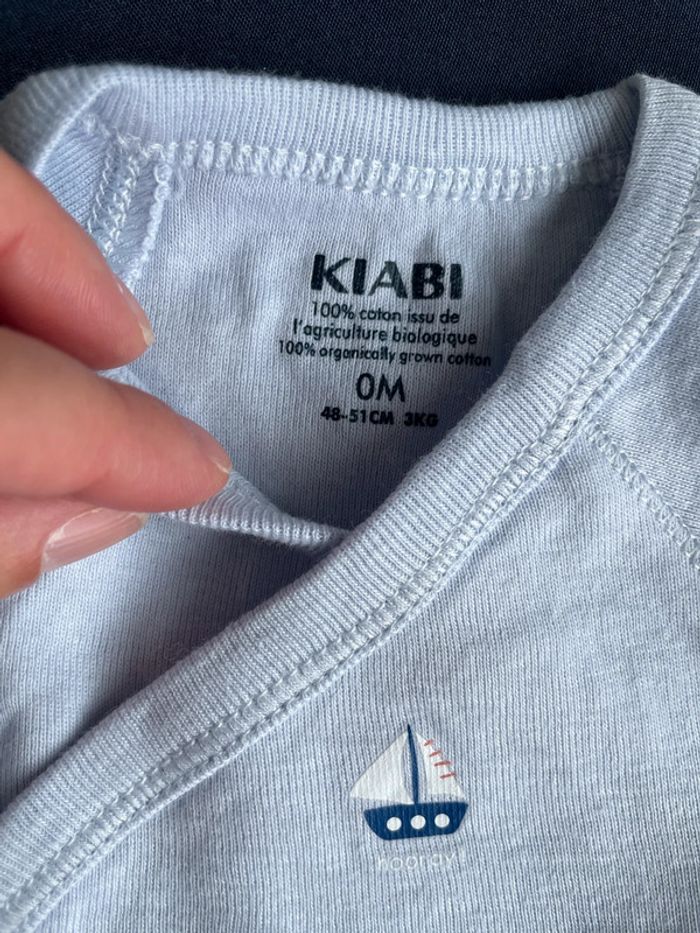 KIABI
100% coton issu de
l'agriculture biologique
100% organically grown cotton
0M
48-51CM 3KG
hooray!